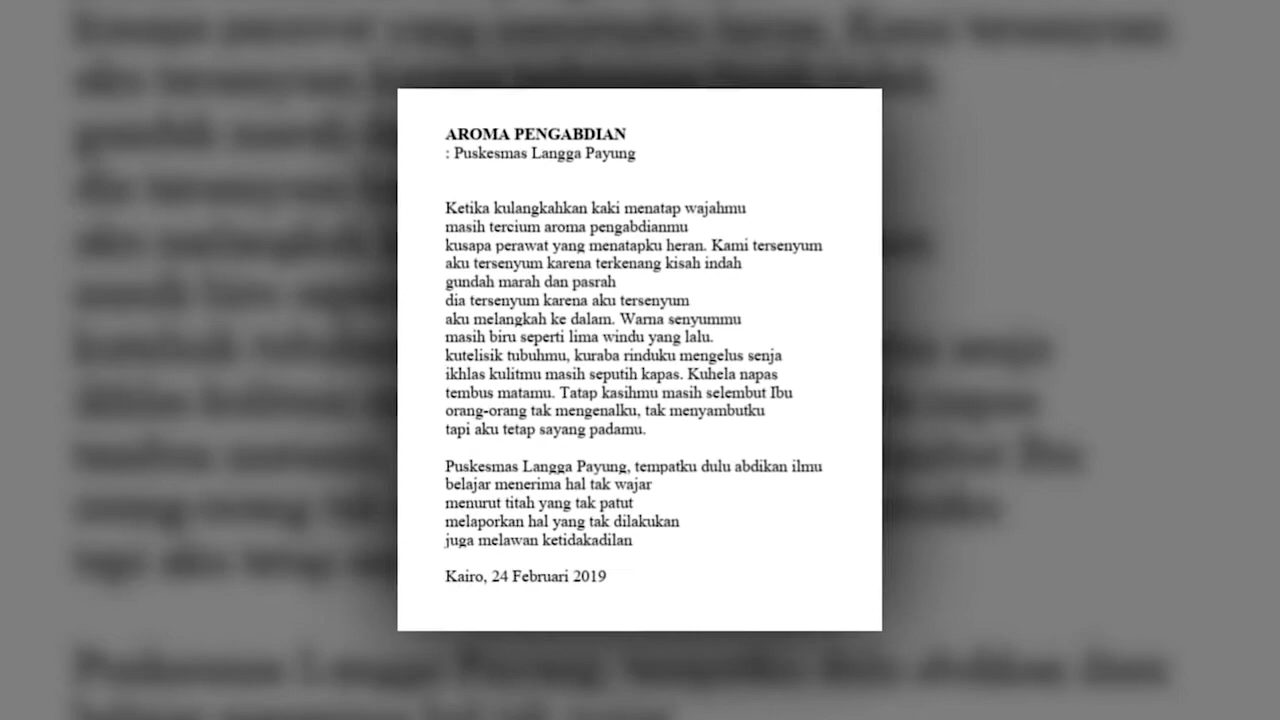 AROMA PENGABDIAN
: Puskesmas Langga Payung
Ketika kulangkahkan kaki menatap wajahmu
masih tercium aroma pengabdianmu
kusapa perawat yang menatapku heran. Kami tersenyum
aku tersenyum karena terkenang kisah indah
gundah marah dan pasrah
dia tersenyum karena aku tersenyum
aku melangkah ke dalam. Warna senyummu
masih biru seperti lima windu yang lalu.
kutelisik tubuhmu, kuraba rinduku mengelus senja
ikhlas kulitmu masih seputih kapas. Kuhela napas
tembus matamu. Tatap kasihmu masih selembut Ibu
orang-orang tak mengenalku, tak menyambutku
tapi aku tetap sayang padamu.
Puskesmas Langga Payung, tempatku dulu abdikan ilmu
belajar menerima hal tak wajar
menurut titah yang tak patut
melaporkan hal yang tak dilakukan
juga melawan ketidakadilan
Kairo, 24 Februari 2019